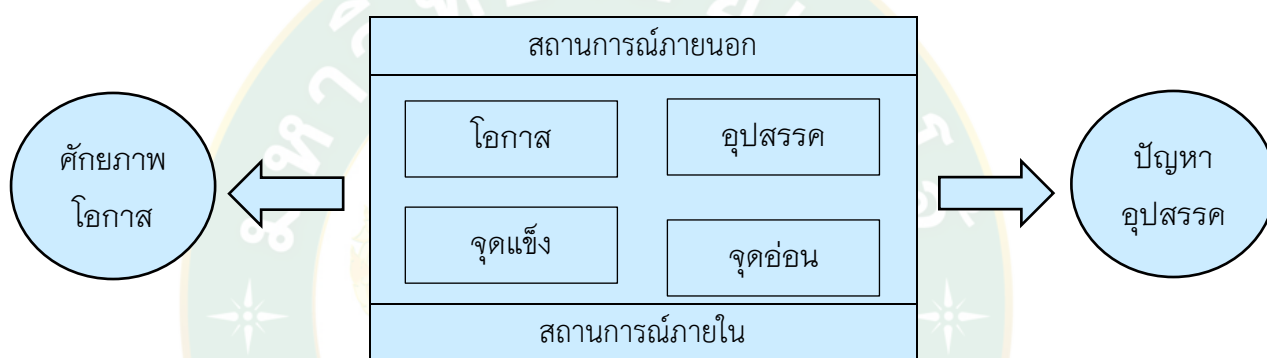 สถานการณ์ภายนอก
โอกาส
อุปสรรค
ศักยภาพ
โอกาส
ปัญหา
อุปสรรค
จุดแข็ง
จุดอ่อน
สถานการณ์ภายใน